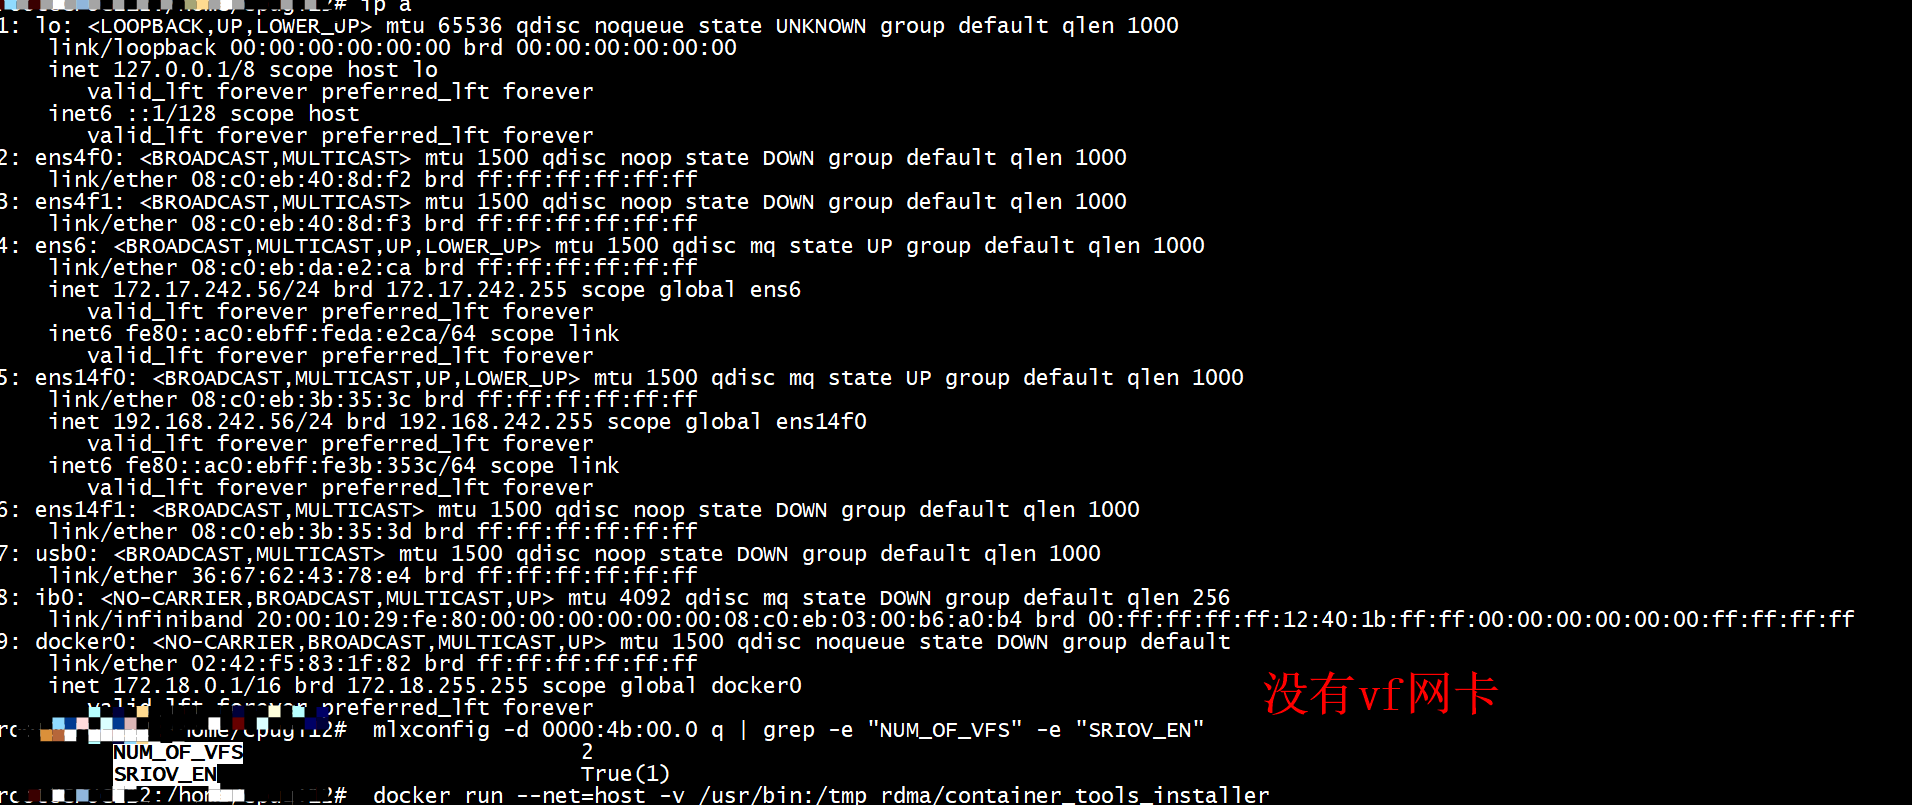 ip a
1: lo: <LOOPBACK,UP,LOWER_UP> mtu 65536 qdisc noqueue state UNKNOWN group default qlen 1000
link/loopback 00:00:00:00:00:00 brd 00:00:00:00:00:00
inet 127.0.0.1/8 scope host lo
valid_lft forever preferred_lft forever
inet6 ::1/128 scope host
valid_lft forever preferred_lft forever
2: ens4f0: <BROADCAST,MULTICAST> mtu 1500 qdisc noop state DOWN group default qlen 1000
link/ether 08:c0:eb:40:8d:f2 brd ff:ff:ff:ff:ff:ff
3: ens4f1: <BROADCAST,MULTICAST> mtu 1500 qdisc noop state DOWN group default qlen 1000
link/ether 08:c0:eb:40:8d:f3 brd ff:ff:ff:ff:ff:ff
4: ens6: <BROADCAST,MULTICAST,UP,LOWER_UP> mtu 1500 qdisc mq state UP group default qlen 1000
link/ether 08:c0:eb:da:e2:ca brd ff:ff:ff:ff:ff:ff
inet 172.17.242.56/24 brd 172.17.242.255 scope global ens6
valid_lft forever preferred_lft forever
inet6 fe80::ac0:ebff:feda:e2ca/64 scope link
valid_lft forever preferred_lft forever
5: ens14f0: <BROADCAST,MULTICAST,UP,LOWER_UP> mtu 1500 qdisc mq state UP group default qlen 1000
link/ether 08:c0:eb:3b:35:3c brd ff:ff:ff:ff:ff:ff
inet 192.168.242.56/24 brd 192.168.242.255 scope global ens14f0
valid_lft forever preferred_lft forever
inet6 fe80::ac0:ebff:fe3b:353c/64 scope link
valid_lft forever preferred_lft forever
6: ens14f1: <BROADCAST,MULTICAST> mtu 1500 qdisc noop state DOWN group default qlen 1000
link/ether 08:c0:eb:3b:35:3d brd ff:ff:ff:ff:ff:ff
7: usb0: <BROADCAST,MULTICAST> mtu 1500 qdisc noop state DOWN group default qlen 1000
link/ether 36:67:62:43:78:e4 brd ff:ff:ff:ff:ff:ff
8: ib0: <NO-CARRIER,BROADCAST,MULTICAST,UP> mtu 4092 qdisc mq state DOWN group default qlen 256
link/infiniband 20:00:10:29:fe:80:00:00:00:00:00:00:08:c0:eb:03:00:b6:a0:b4 brd 00:ff:ff:ff:ff:12:40:1b:ff:ff:00:00:00:00:00:00:ff:ff:ff:ff
9: docker0: <NO-CARRIER,BROADCAST,MULTICAST,UP> mtu 1500 qdisc noqueue state DOWN group default
link/ether 02:42:f5:83:1f:82 brd ff:ff:ff:ff:ff:ff
inet 172.18.0.1/16 brd 172.18.255.255 scope global docker0
valid_lft forever preferred_lft forever
没有vf网卡
mlxconfig -d 0000:4b:00.0 q | grep -e "NUM_OF_VFS" -e "SRIOV_EN"
NUM_OF_VFS 2
SRIOV_EN True(1)
docker run --net=host -v /usr/bin:/tmp rdma/container_tools_installer